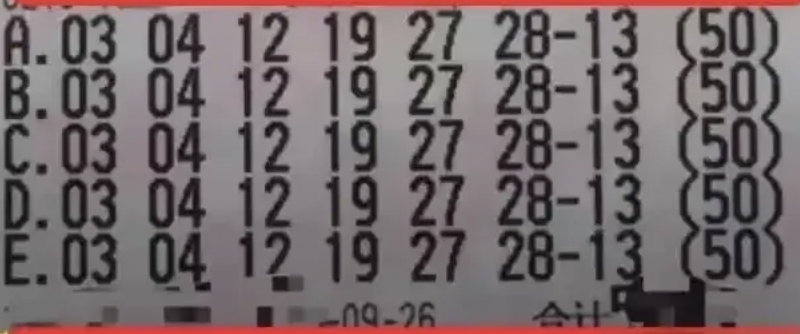 A.03 04 12 19 27 28-13 (50)
B.03 04 12 19 27 28-13 (50)
C.03 04 12 19 27 28-13 (50)
D.03 04 12 19 27 28-13 (50)
E.03 04 12 19 27 28-13 (50)
-09-26 合计